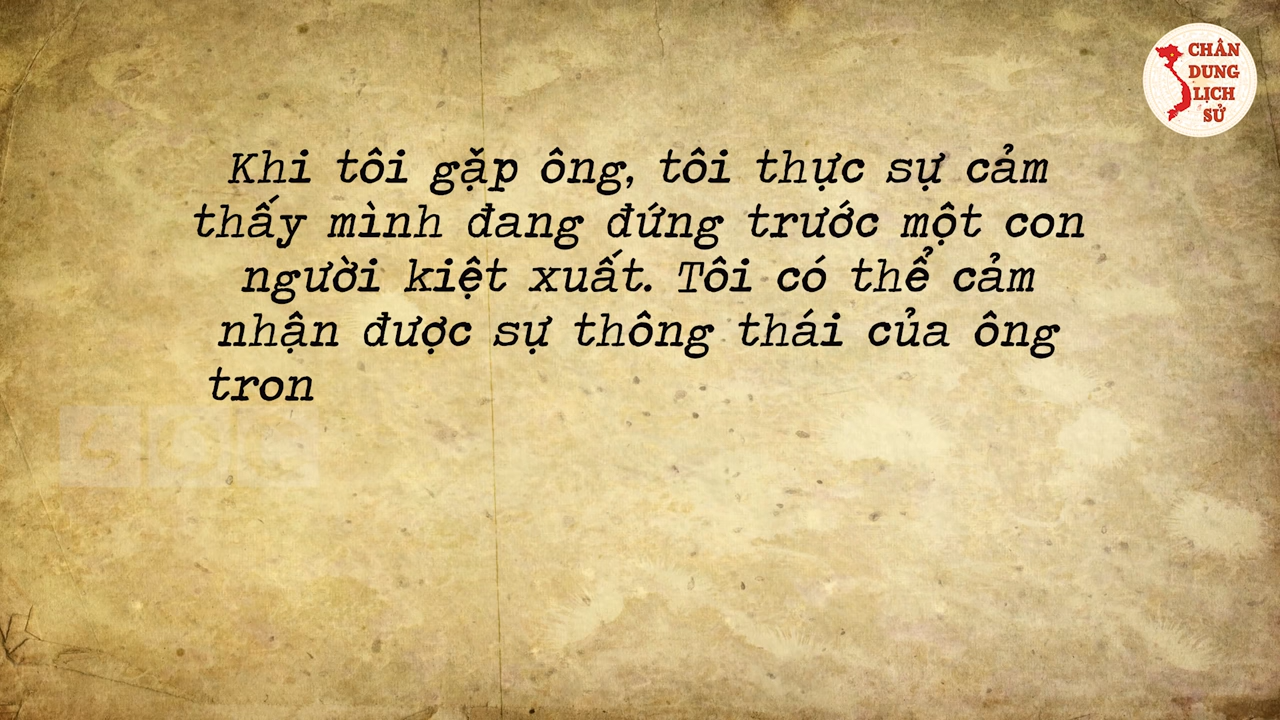 CHÂN
DUNG
LỊCH
SỬ
Khi tôi gặp ông, tôi thực sự cảm
thấy mình đang đứng trước một con
người kiệt xuất. Tôi có thể cảm
nhận được sự thông thái của ông
tron